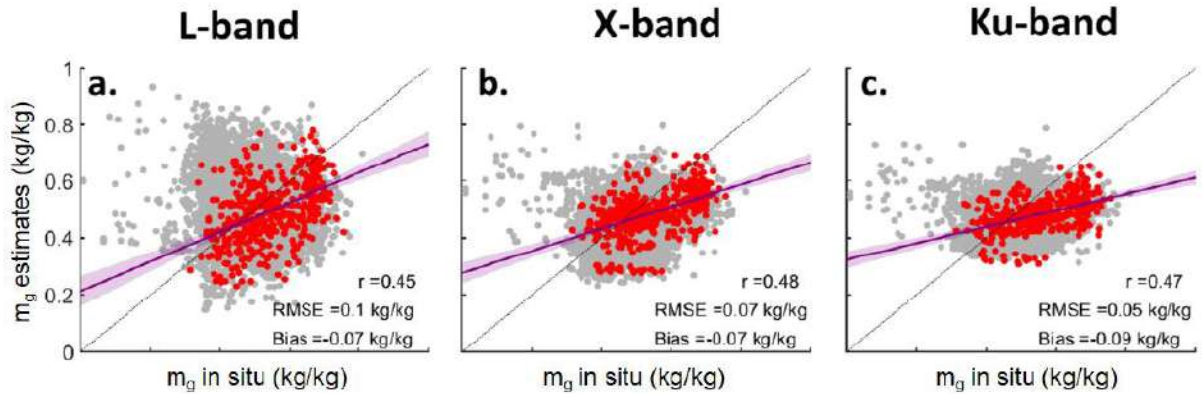 L-band
X-band
Ku-band
a.
b.
c.
1
0.8
0.6
0.4
0.2
0
mg estimates (kg/kg)
r =0.45
RMSE =0.1 kg/kg
Bias =-0.07 kg/kg
r =0.48
RMSE =0.07 kg/kg
Bias =-0.07 kg/kg
r =0.47
RMSE =0.05 kg/kg
Bias =-0.09 kg/kg
mg in situ (kg/kg)
mg in situ (kg/kg)
mg in situ (kg/kg)